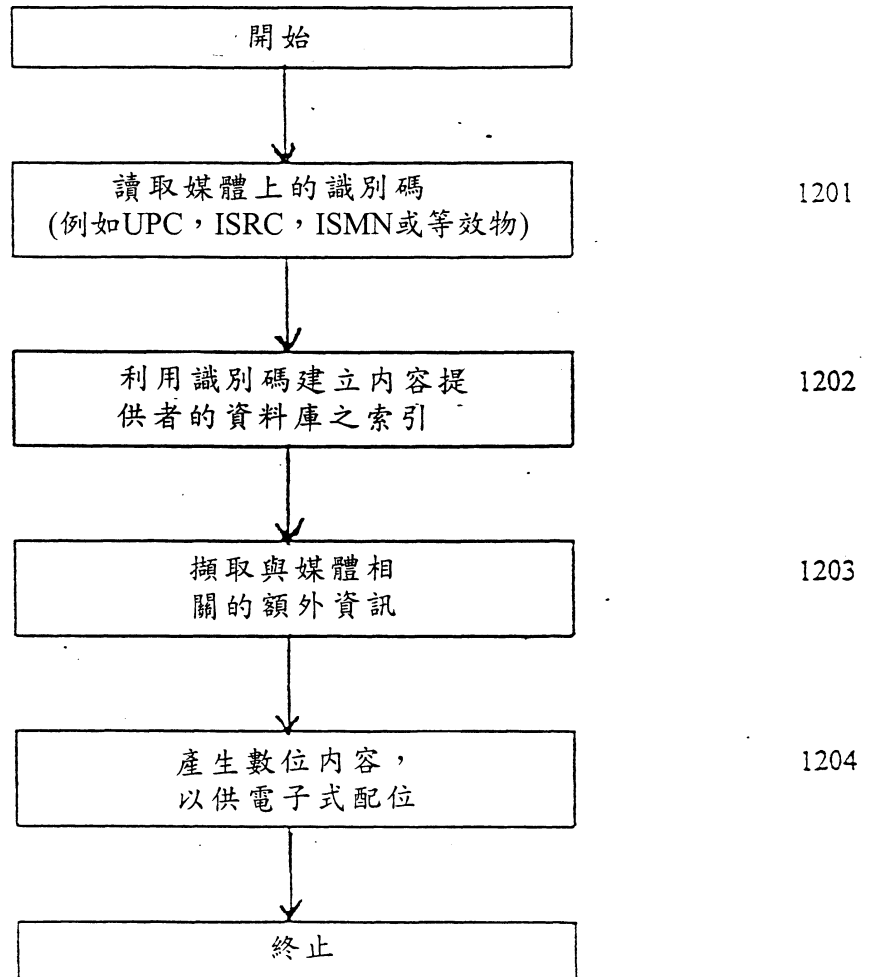 開始
讀取媒體上的識別碼
(例如UPC，ISRC，ISMN或等效物)
1201
利用識別碼建立内容提
供者的資料庫之索引
1202
擷取與媒體相
關的額外資訊
1203
產生數位内容，
以供電子式配位
1204
終止